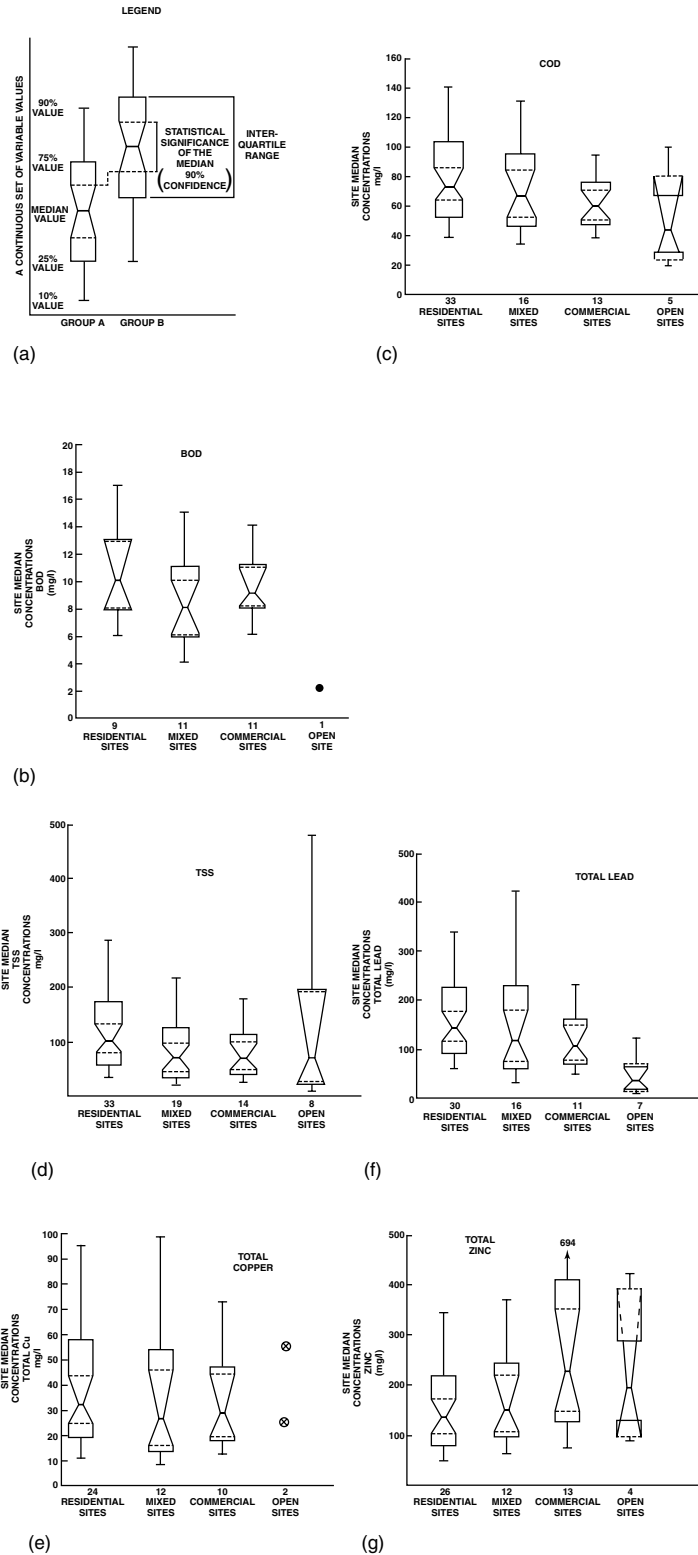 LEGEND
A CONTINUOUS SET OF VARIABLE VALUES
90%
VALUE
75%
VALUE
MEDIAN
VALUE
25%
VALUE
10%
VALUE
STATISTICAL
SIGNIFICANCE
OF THE
MEDIAN
(90%
CONFIDENCE)
INTER-
QUARTILE
RANGE
GROUP A GROUP B
(a)
COD
SITE MEDIAN
CONCENTRATIONS
mg/l
160
140
120
100
80
60
40
20
0
33 16 13 5
RESIDENTIAL MIXED COMMERCIAL OPEN
SITES SITES SITES SITES
(c)
BOD
SITE MEDIAN
CONCENTRATIONS
BOD
(mg/l)
20
18
16
14
12
10
8
6
4
2
0
9 11 11 1
RESIDENTIAL MIXED COMMERCIAL OPEN
SITES SITES SITES SITE
(b)
TSS
SITE MEDIAN
TSS
CONCENTRATIONS
mg/l
500
400
300
200
100
33 19 14 8
RESIDENTIAL MIXED COMMERCIAL OPEN
SITES SITES SITES SITES
(d)
TOTAL LEAD
SITE MEDIAN
CONCENTRATIONS
TOTAL LEAD
(mg/l)
500
400
300
200
100
0
30 16 11 7
RESIDENTIAL MIXED COMMERCIAL OPEN
SITES SITES SITES SITES
(f)
TOTAL
COPPER
SITE MEDIAN
CONCENTRATIONS
TOTAL Cu
mg/l
100
90
80
70
60
50
40
30
20
10
0
24 12 10 2
RESIDENTIAL MIXED COMMERCIAL OPEN
SITES SITES SITES SITES
(e)
TOTAL
ZINC
694
SITE MEDIAN
CONCENTRATIONS
ZINC
(mg/l)
500
400
300
200
100
26 12 13 4
RESIDENTIAL MIXED COMMERCIAL OPEN
SITES SITES SITES SITES
(g)